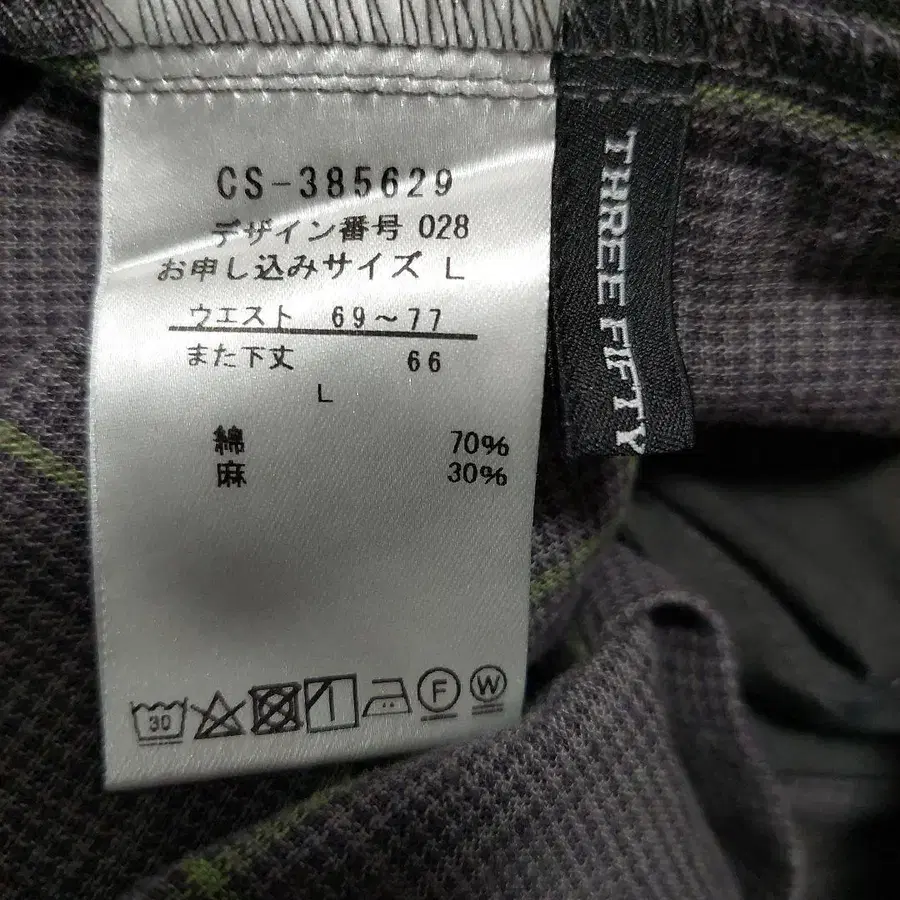 CS-385629
デザイン番号 028
お申し込みサイズ L
ウエスト 69~77
また下丈 66
L
綿 70%
麻 30%
30 F W
THREE FIFTY